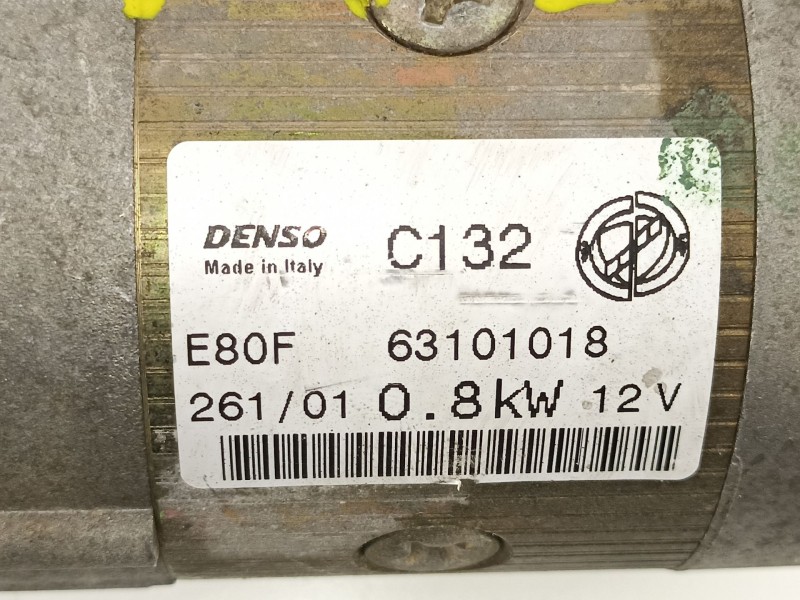 DENSO C132
Made in Italy
E80F 63101018
261/01 0.8kW 12V